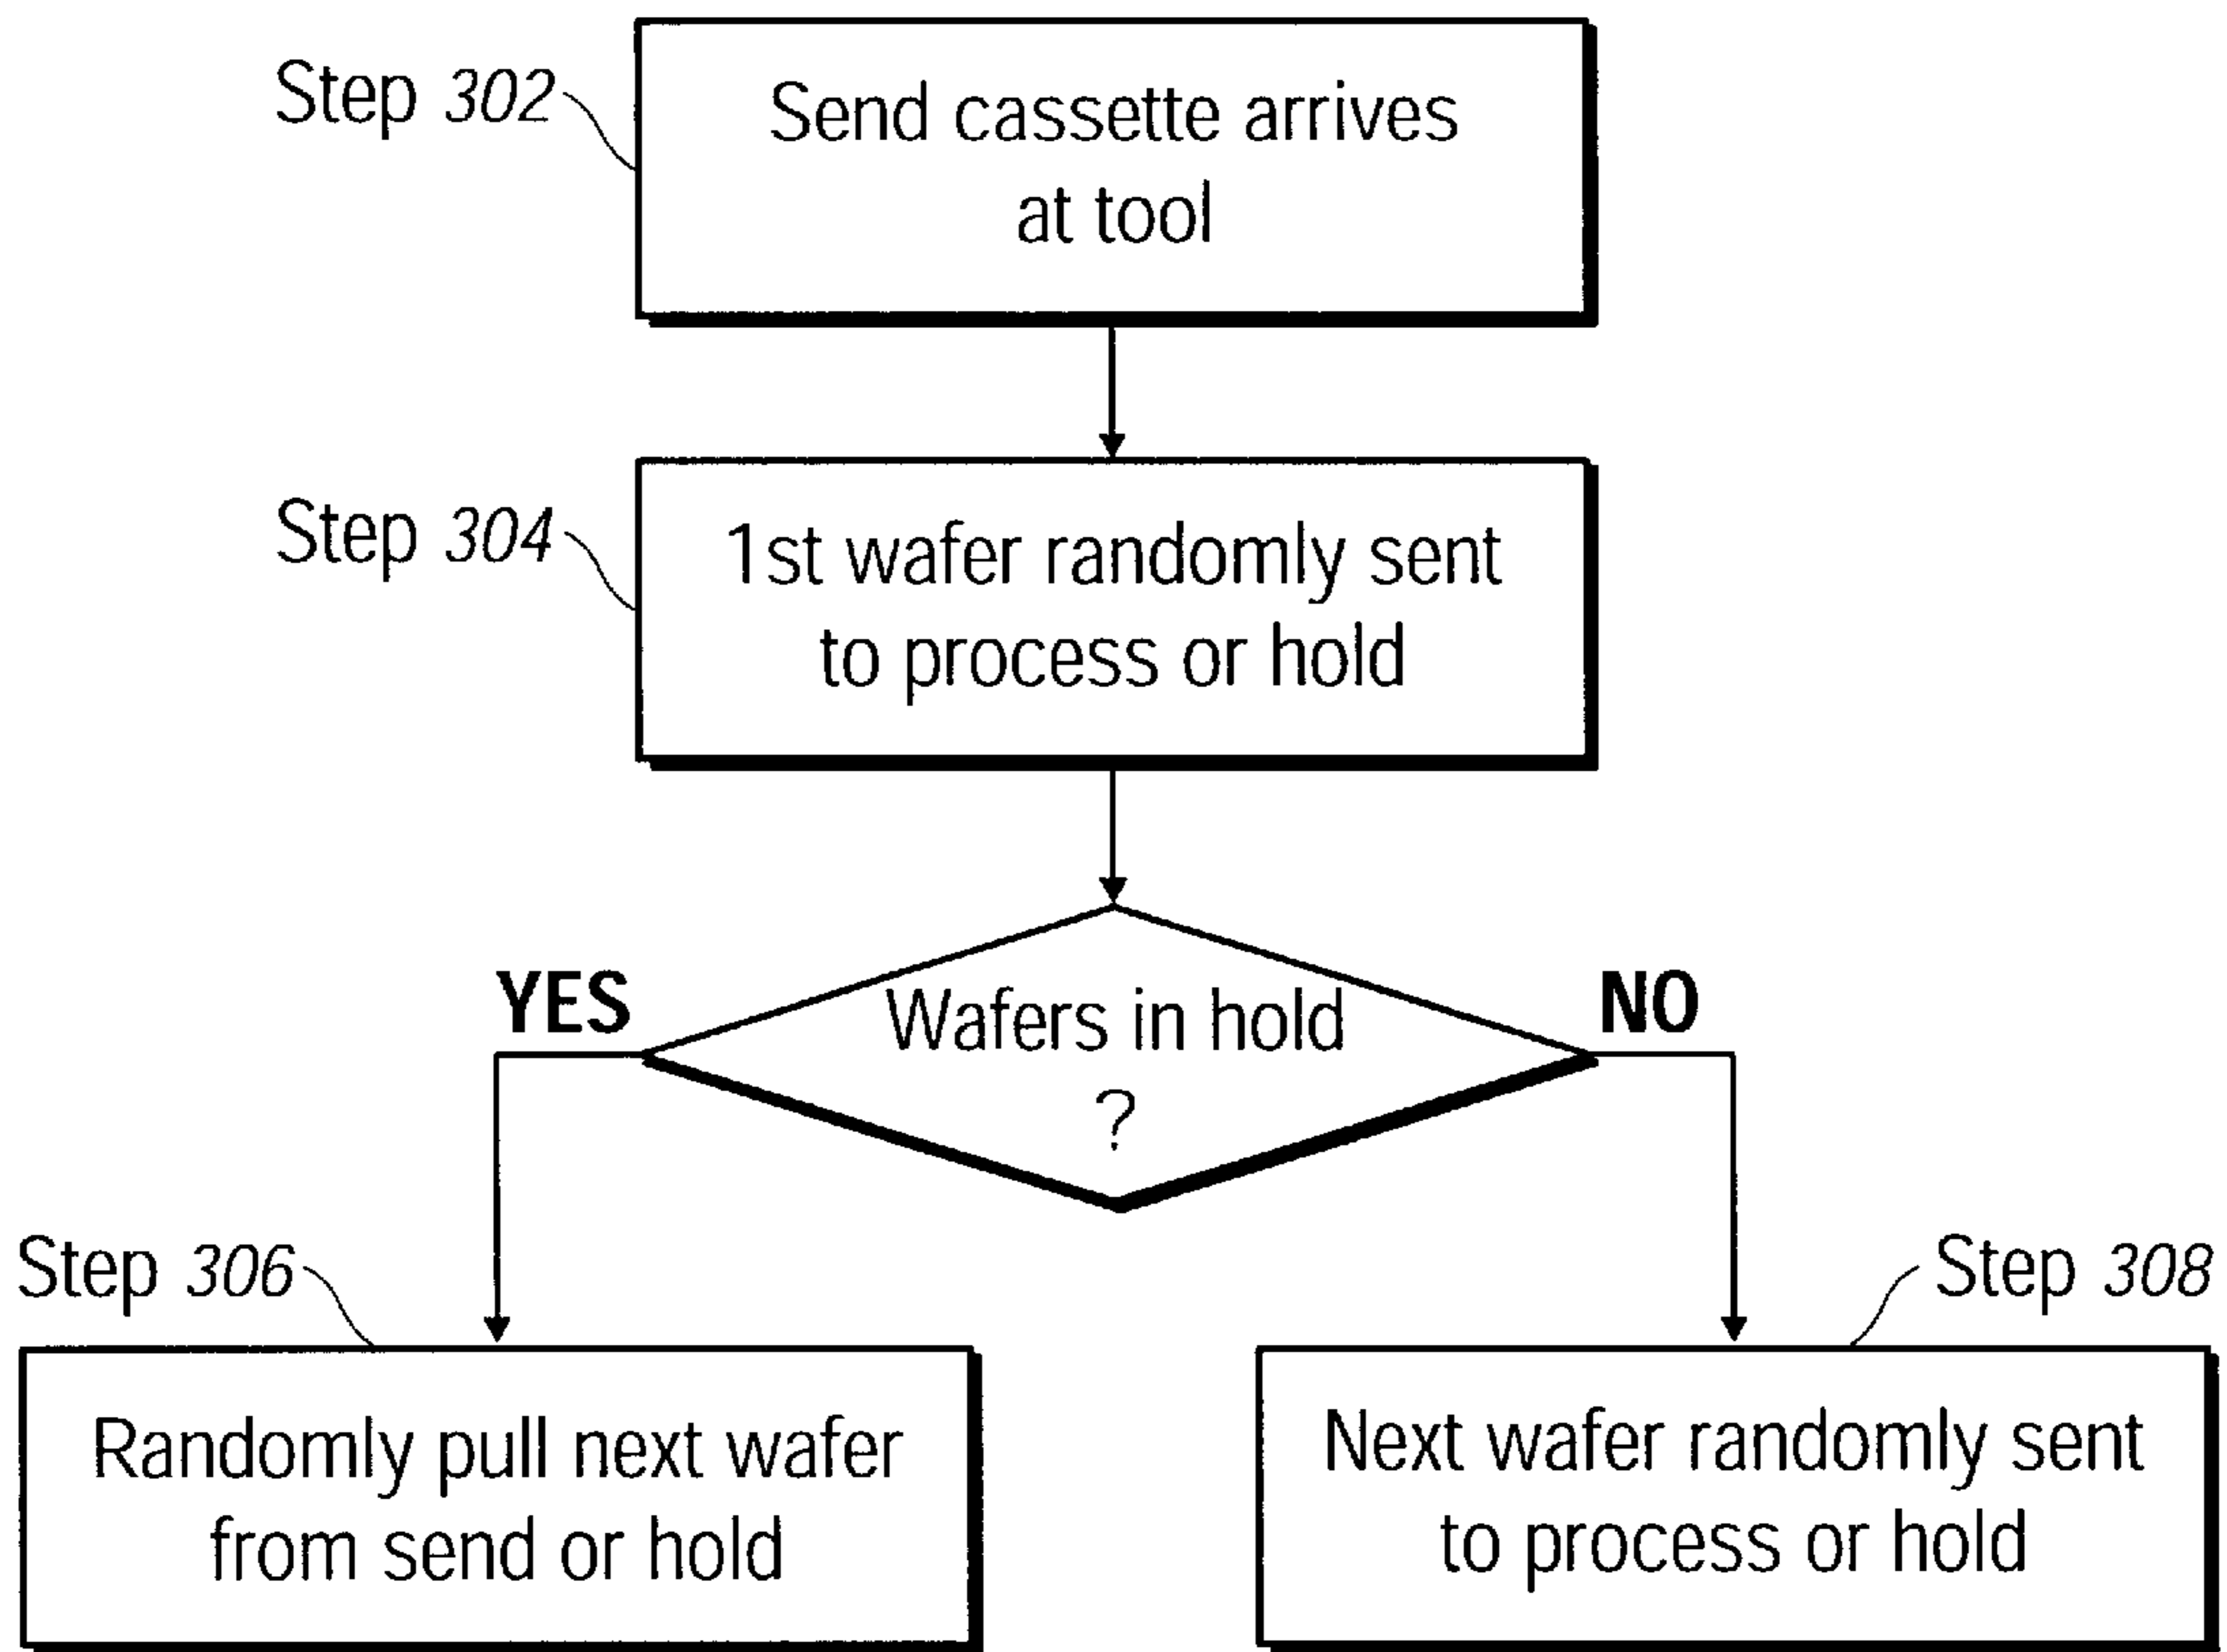 Step 302
Send cassette arrives
at tool
Step 304
1st wafer randomly sent
to process or hold
YES
Wafers in hold
?
NO
Step 306
Randomly pull next wafer
from send or hold
Step 308
Next wafer randomly sent
to process or hold